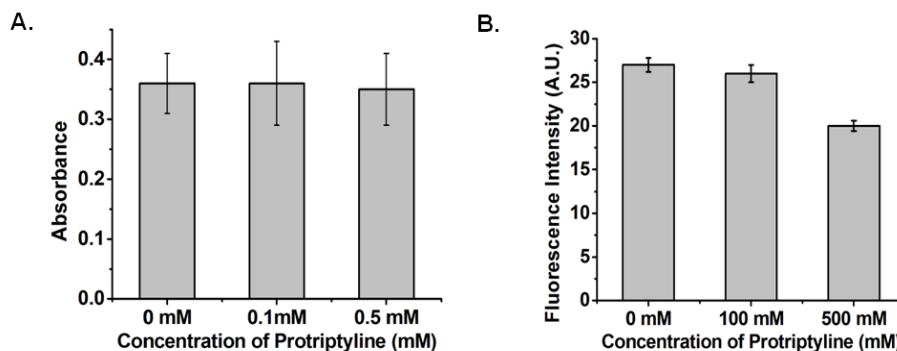 A.
Absorbance
0.4
0.3
0.2
0.1
0.0
0 mM 0.1mM 0.5 mM
Concentration of Protriptyline (mM)
B.
Fluorescence Intensity (A.U.)
30
25
20
15
10
5
0
0 mM 100 mM 500 mM
Concentration of Protriptyline (mM)